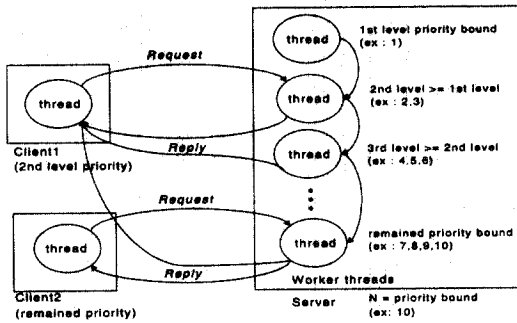 thread
1st level priority bound
(ex : 1)
Request
thread
thread
2nd level >= 1st level
(ex : 2,3)
Client1
(2nd level priority)
Reply
thread
3rd level >= 2nd level
(ex : 4,5,6)
Request
thread
thread
remained priority bound
(ex : 7,8,9,10)
Reply
Worker threads
Client2
(remained priority)
Server
N = priority bound
(ex: 10)